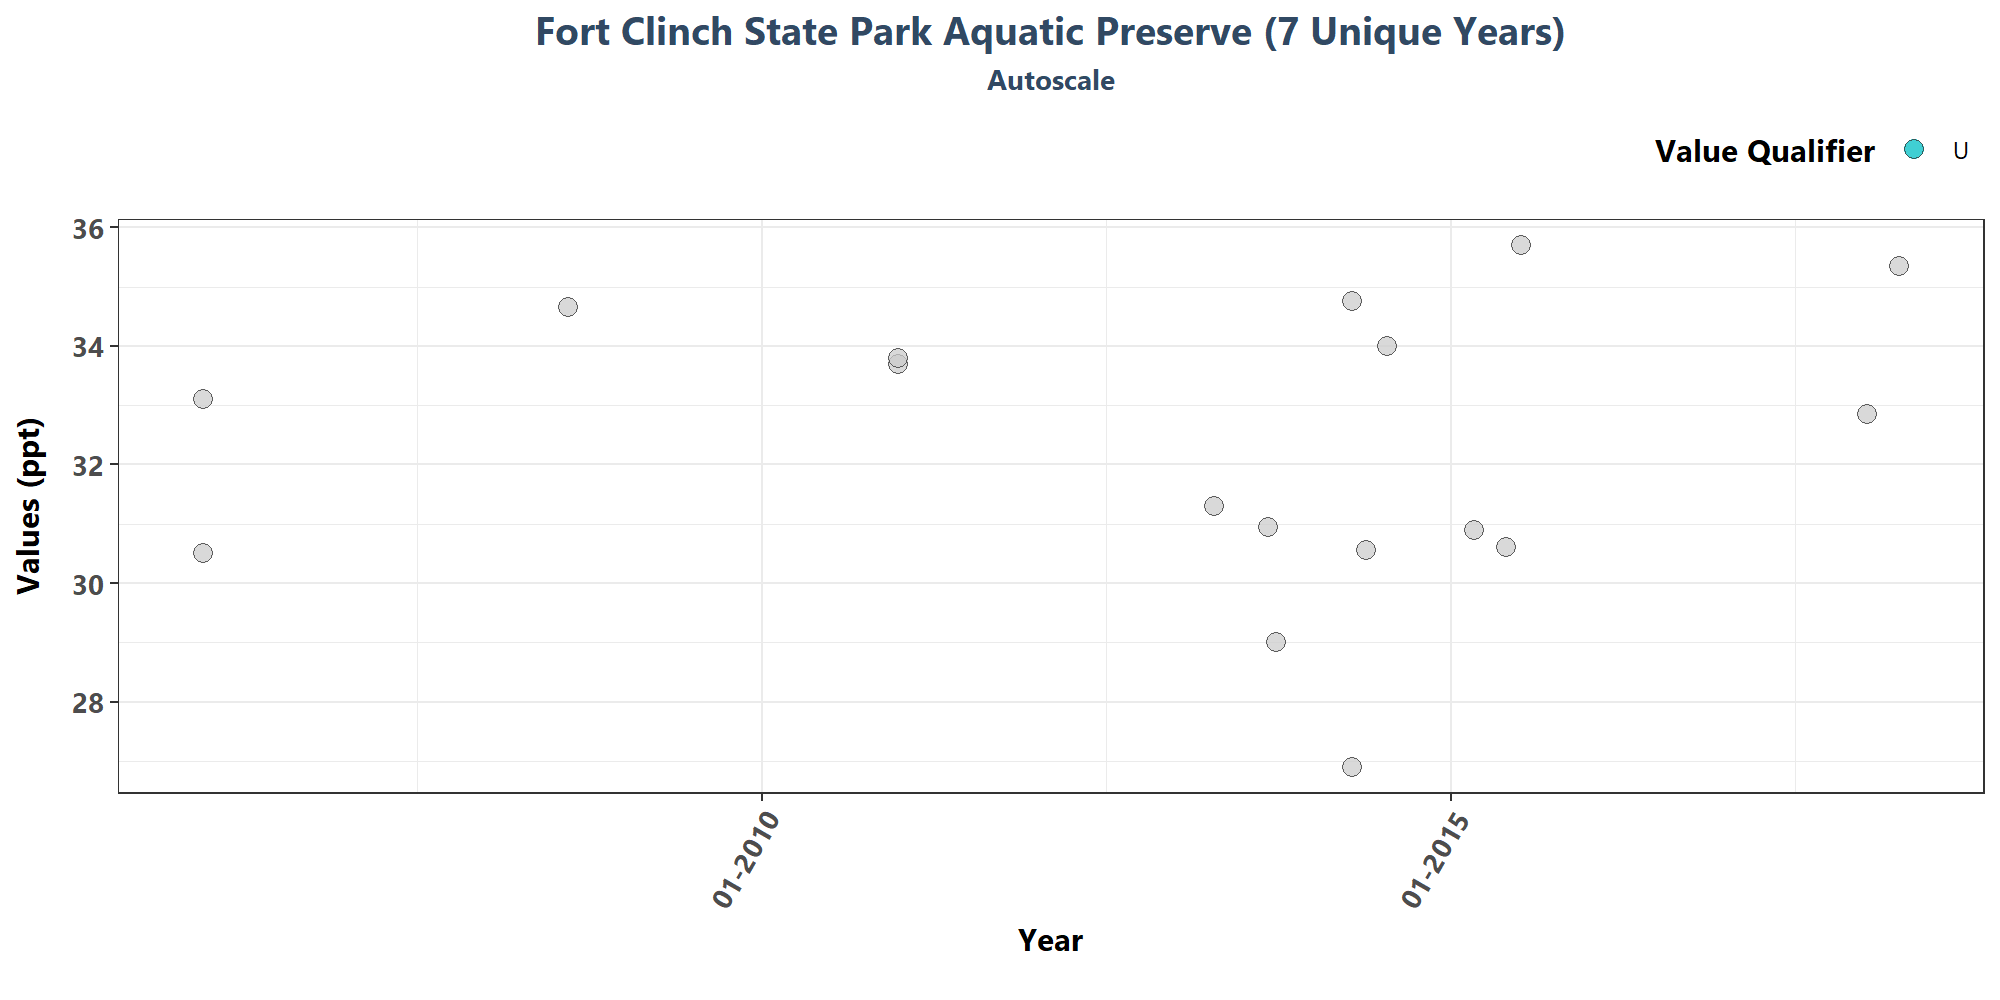 Fort Clinch State Park Aquatic Preserve (7 Unique Years)
Autoscale
Value Qualifier U
36
34
32
30
28
Values (ppt)
01-2010
01-2015
Year